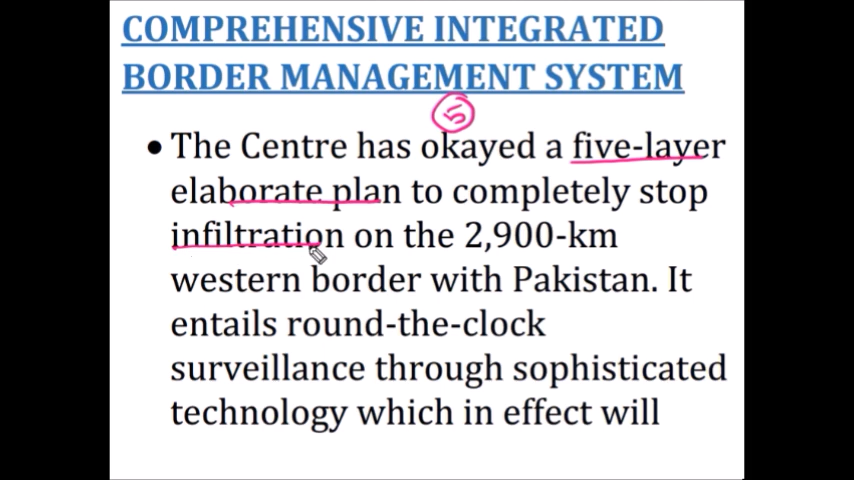 COMPREHENSIVE INTEGRATED
BORDER MANAGEMENT SYSTEM
5
• The Centre has okayed a five-layer
elaborate plan to completely stop
infiltration on the 2,900-km
western border with Pakistan. It
entails round-the-clock
surveillance through sophisticated
technology which in effect will